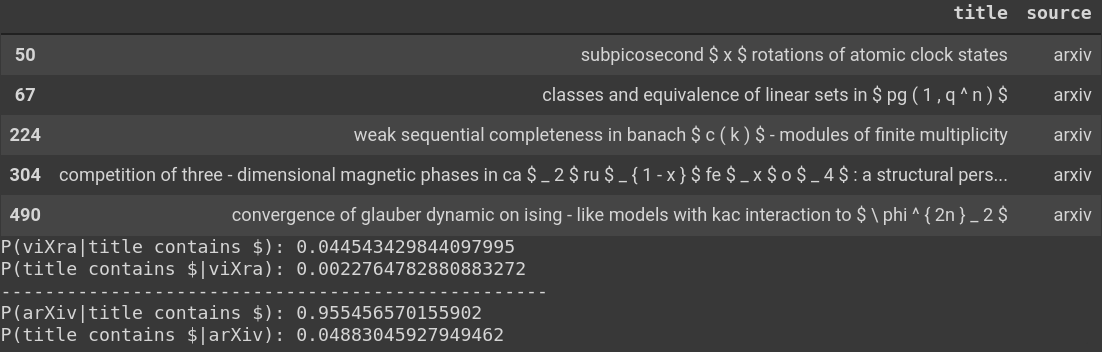 title source
50 subpicosecond $ x $ rotations of atomic clock states arxiv
67 classes and equivalence of linear sets in $ pg ( 1 , q ^ n ) $ arxiv
224 weak sequential completeness in banach $ c ( k ) $ - modules of finite multiplicity arxiv
304 competition of three - dimensional magnetic phases in ca $ _ 2 $ ru $ _ { 1 - x } $ fe $ _ x $ o $ _ 4 $ : a structural pers... arxiv
490 convergence of glauber dynamic on ising - like models with kac interaction to $ \ phi ^ { 2n } _ 2 $ arxiv
P(viXra|title contains $): 0.044543429844097995
P(title contains $|viXra): 0.0022764782880883272
--------------------------------------------------
P(arXiv|title contains $): 0.955456570155902
P(title contains $|arXiv): 0.04883045927949462